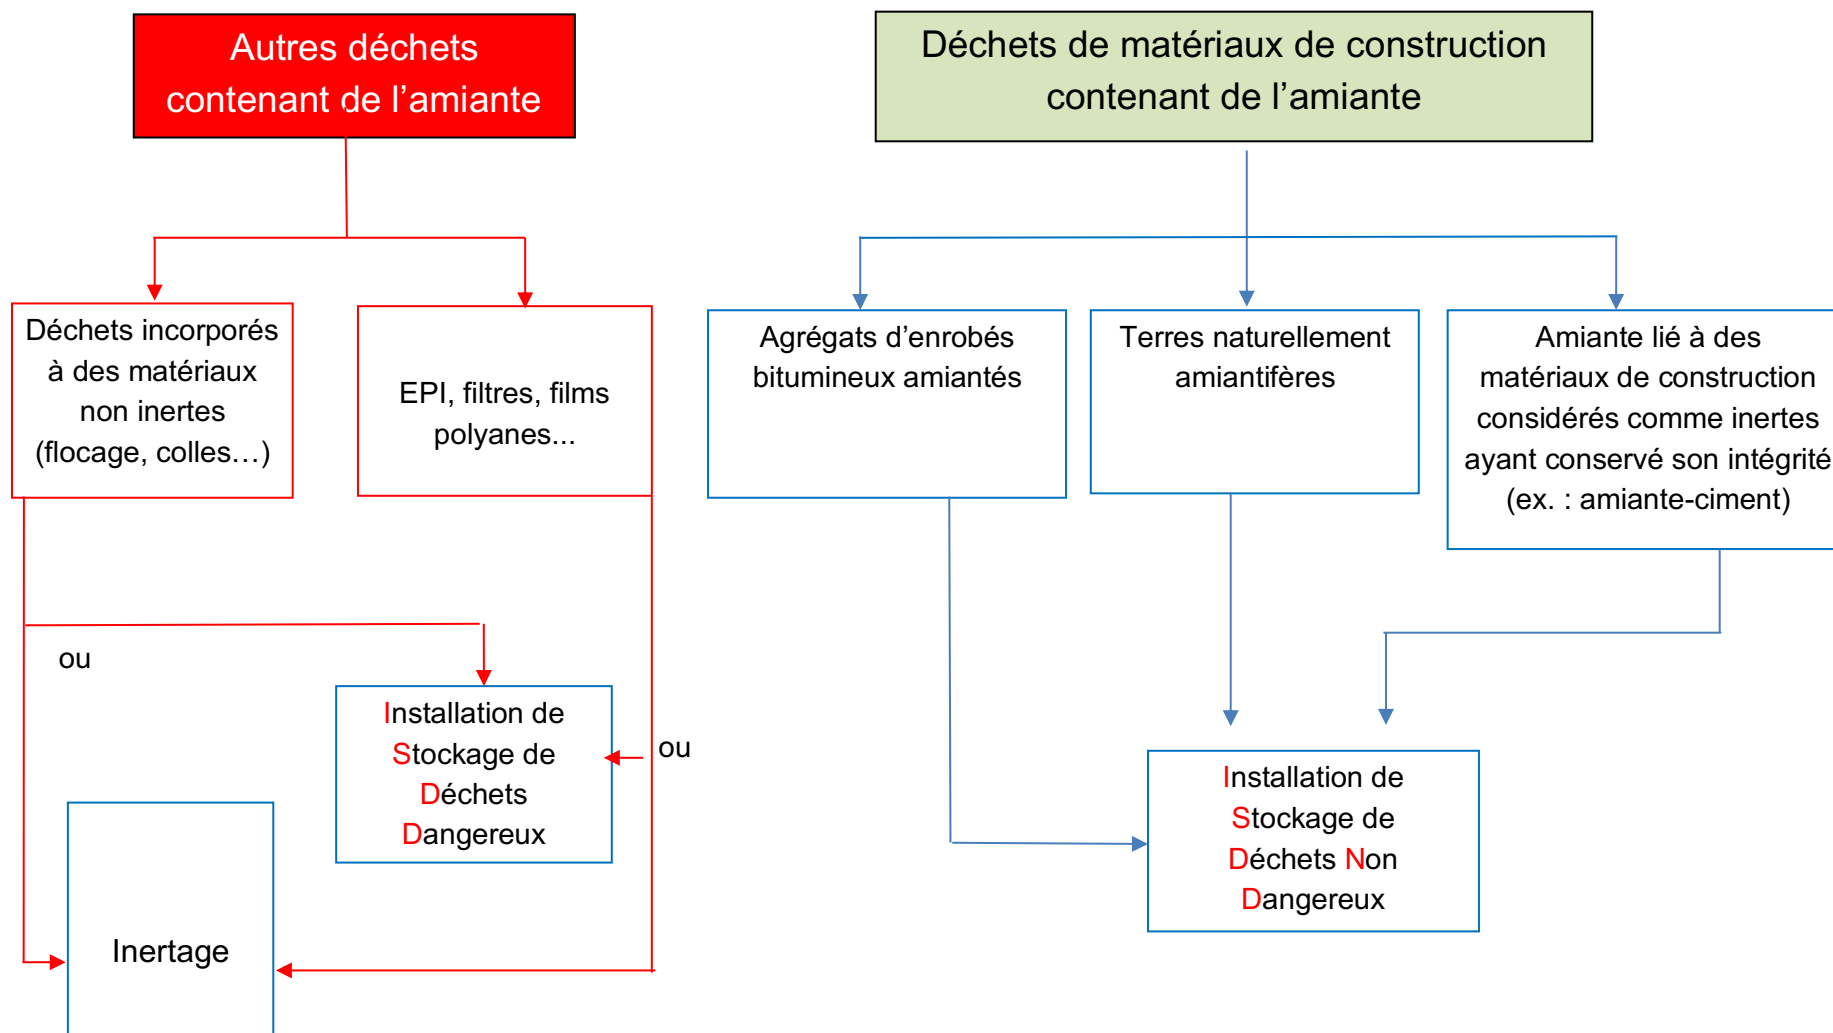 Autres déchets
contenant de l’amiante
Déchets de matériaux de construction
contenant de l’amiante
Déchets incorporés
à des matériaux
non inertes
(flocage, colles…)
EPI, filtres, films
polyanes...
Agrégats d’enrobés
bitumineux amiantés
Terres naturellement
amiantifères
Amiante lié à des
matériaux de construction
considérés comme inertes
ayant conservé son intégrité
(ex. : amiante-ciment)
ou
Installation de
Stockage de
Déchets
Dangereux
ou
Installation de
Stockage de
Déchets Non
Dangereux
Inertage